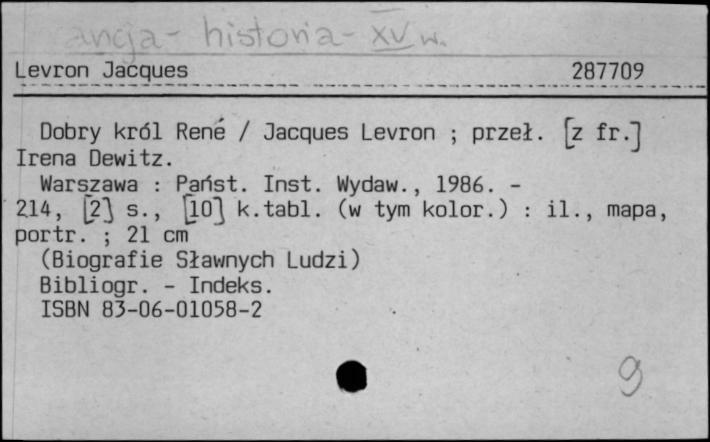 ancja - historia - XV w.
Levron Jacques 287709
Dobry król René / Jacques Levron ; przeł. [z fr.]
Irena Dewitz.
Warszawa : Państ. Inst. Wydaw., 1986. -
214, [2] s., [10] k.tabl. (w tym kolor.) : il., mapa,
portr. ; 21 cm
(Biografie Sławnych Ludzi)
Bibliogr. - Indeks.
ISBN 83-06-01058-2
9